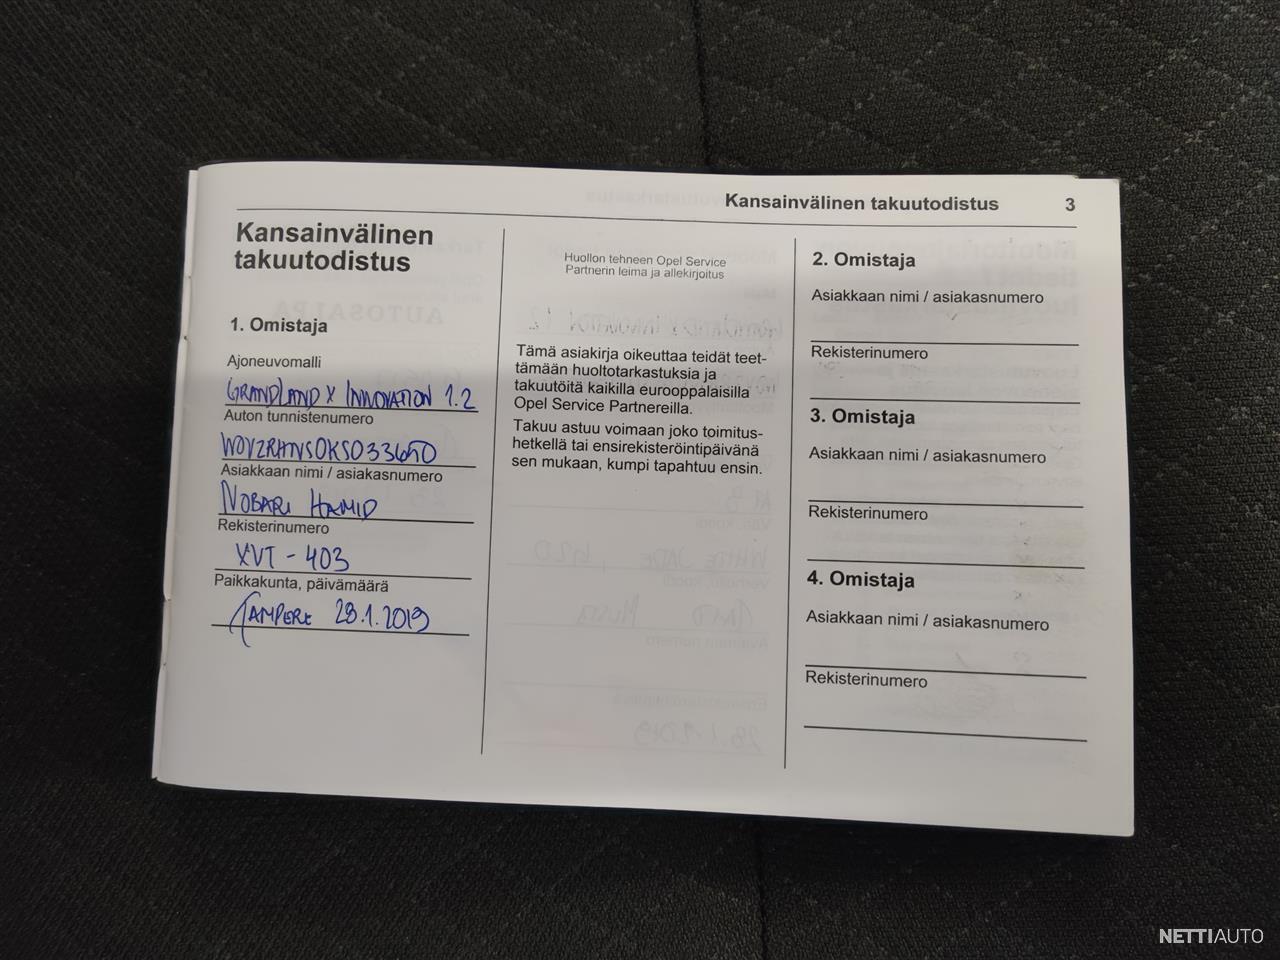 Kansainvälinen takuutodistus 3
Kansainvälinen
takuutodistus
1. Omistaja
Ajoneuvomalli
GRANDLAND X INNOVATION 1.2
Auton tunnistenumero
Asiakkaan nimi / asiakasnumero
NOBARI HAMID
Rekisterinumero
XVT - 403
Paikkakunta, päivämäärä
TAMPERE 29.1.2019
Huollon tehneen Opel Service
Partnerin leima ja allekirjoitus
Tämä asiakirja oikeuttaa teidät teet-
tämään huoltotarkastuksia ja
takuutöitä kaikilla eurooppalaisilla
Opel Service Partnereilla.
Takuu astuu voimaan joko toimitus-
hetkellä tai ensirekisteröintipäivänä
sen mukaan, kumpi tapahtuu ensin.
2. Omistaja
Asiakkaan nimi / asiakasnumero
Rekisterinumero
3. Omistaja
Asiakkaan nimi / asiakasnumero
Rekisterinumero
4. Omistaja
Asiakkaan nimi / asiakasnumero
Rekisterinumero
NETTIAUTO